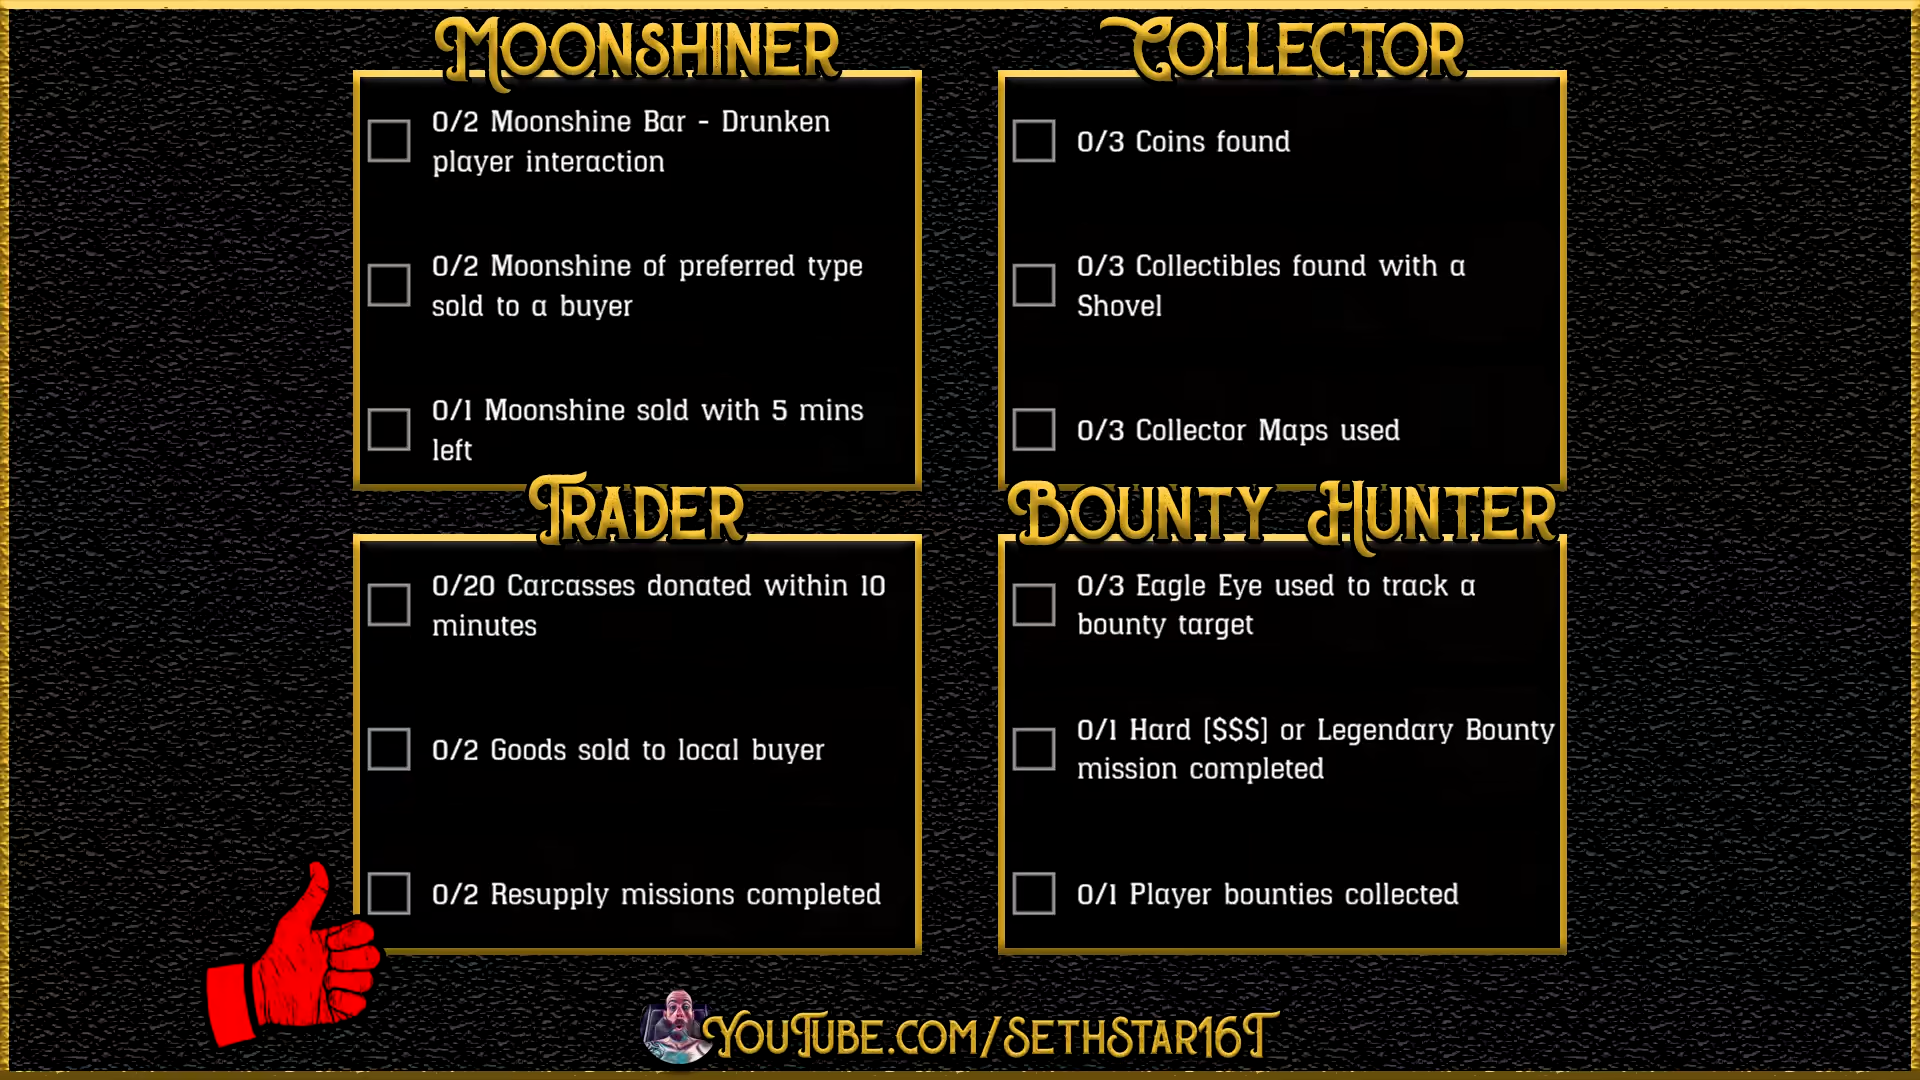 MOONSHINER
0/2 Moonshine Bar - Drunken
player interaction
0/2 Moonshine of preferred type
sold to a buyer
0/1 Moonshine sold with 5 mins
left
COLLECTOR
0/3 Coins found
0/3 Collectibles found with a
Shovel
0/3 Collector Maps used
TRADER
0/20 Carcasses donated within 10
minutes
0/2 Goods sold to local buyer
0/2 Resupply missions completed
BOUNTY HUNTER
0/3 Eagle Eye used to track a
bounty target
0/1 Hard [$$$] or Legendary Bounty
mission completed
0/1 Player bounties collected
YOUTUBE.COM/SETHSTAR16T